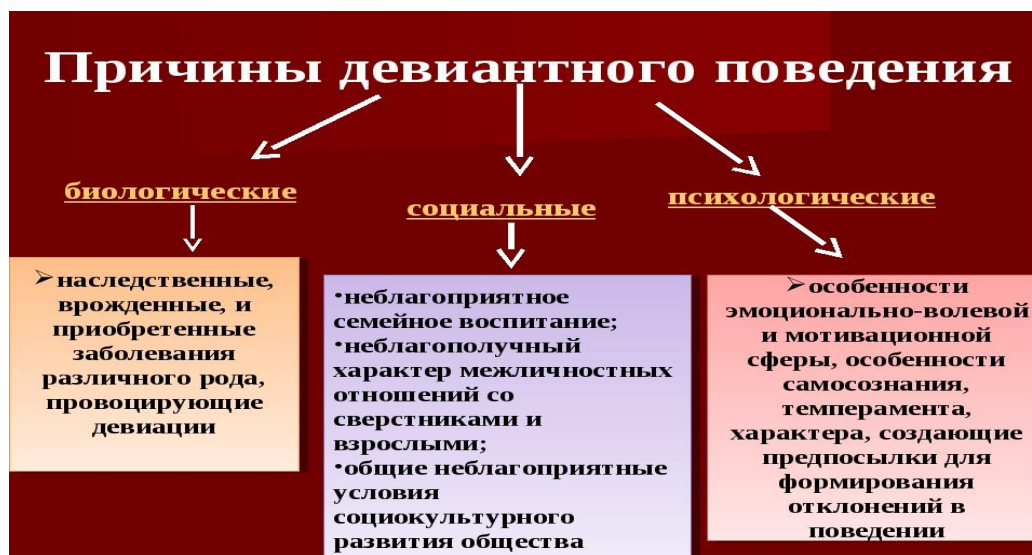 Причины девиантного поведения
биологические
социальные
психологические
➢наследственные,
врожденные, и
приобретенные
заболевания
различного рода,
провоцирующие
девиации
•неблагоприятное
семейное воспитание;
•неблагополучный
характер межличностных
отношений со
сверстниками и
взрослыми;
•общие неблагоприятные
условия
социокультурного
развития общества
➢особенности
эмоционально-волевой
и мотивационной
сферы, особенности
самосознания,
темперамента,
характера, создающие
предпосылки для
формирования
отклонений в
поведении